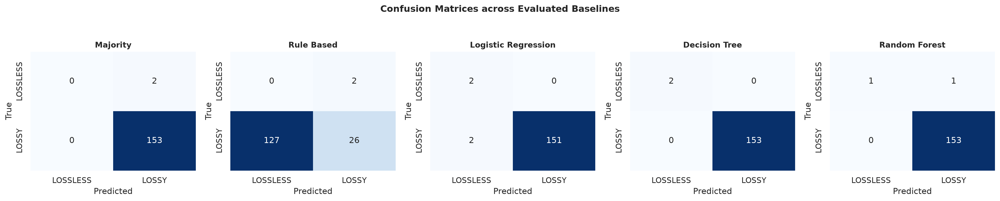 Confusion Matrices across Evaluated Baselines
Majority
True
LOSSLESS
LOSSY
0
2
0
153
LOSSLESS
LOSSY
Predicted
Rule Based
True
LOSSLESS
LOSSY
0
2
127
26
LOSSLESS
LOSSY
Predicted
Logistic Regression
True
LOSSLESS
LOSSY
2
0
2
151
LOSSLESS
LOSSY
Predicted
Decision Tree
True
LOSSLESS
LOSSY
2
0
0
153
LOSSLESS
LOSSY
Predicted
Random Forest
True
LOSSLESS
LOSSY
1
1
0
153
LOSSLESS
LOSSY
Predicted